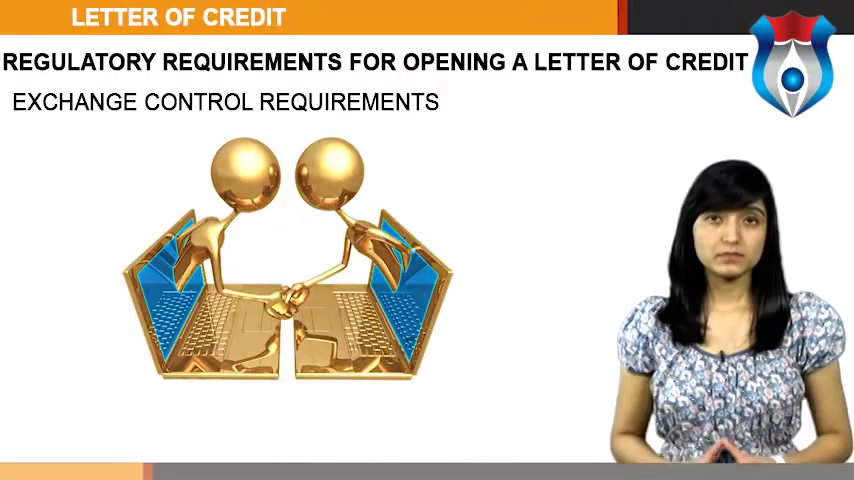 LETTER OF CREDIT
REGULATORY REQUIREMENTS FOR OPENING A LETTER OF CREDIT
EXCHANGE CONTROL REQUIREMENTS